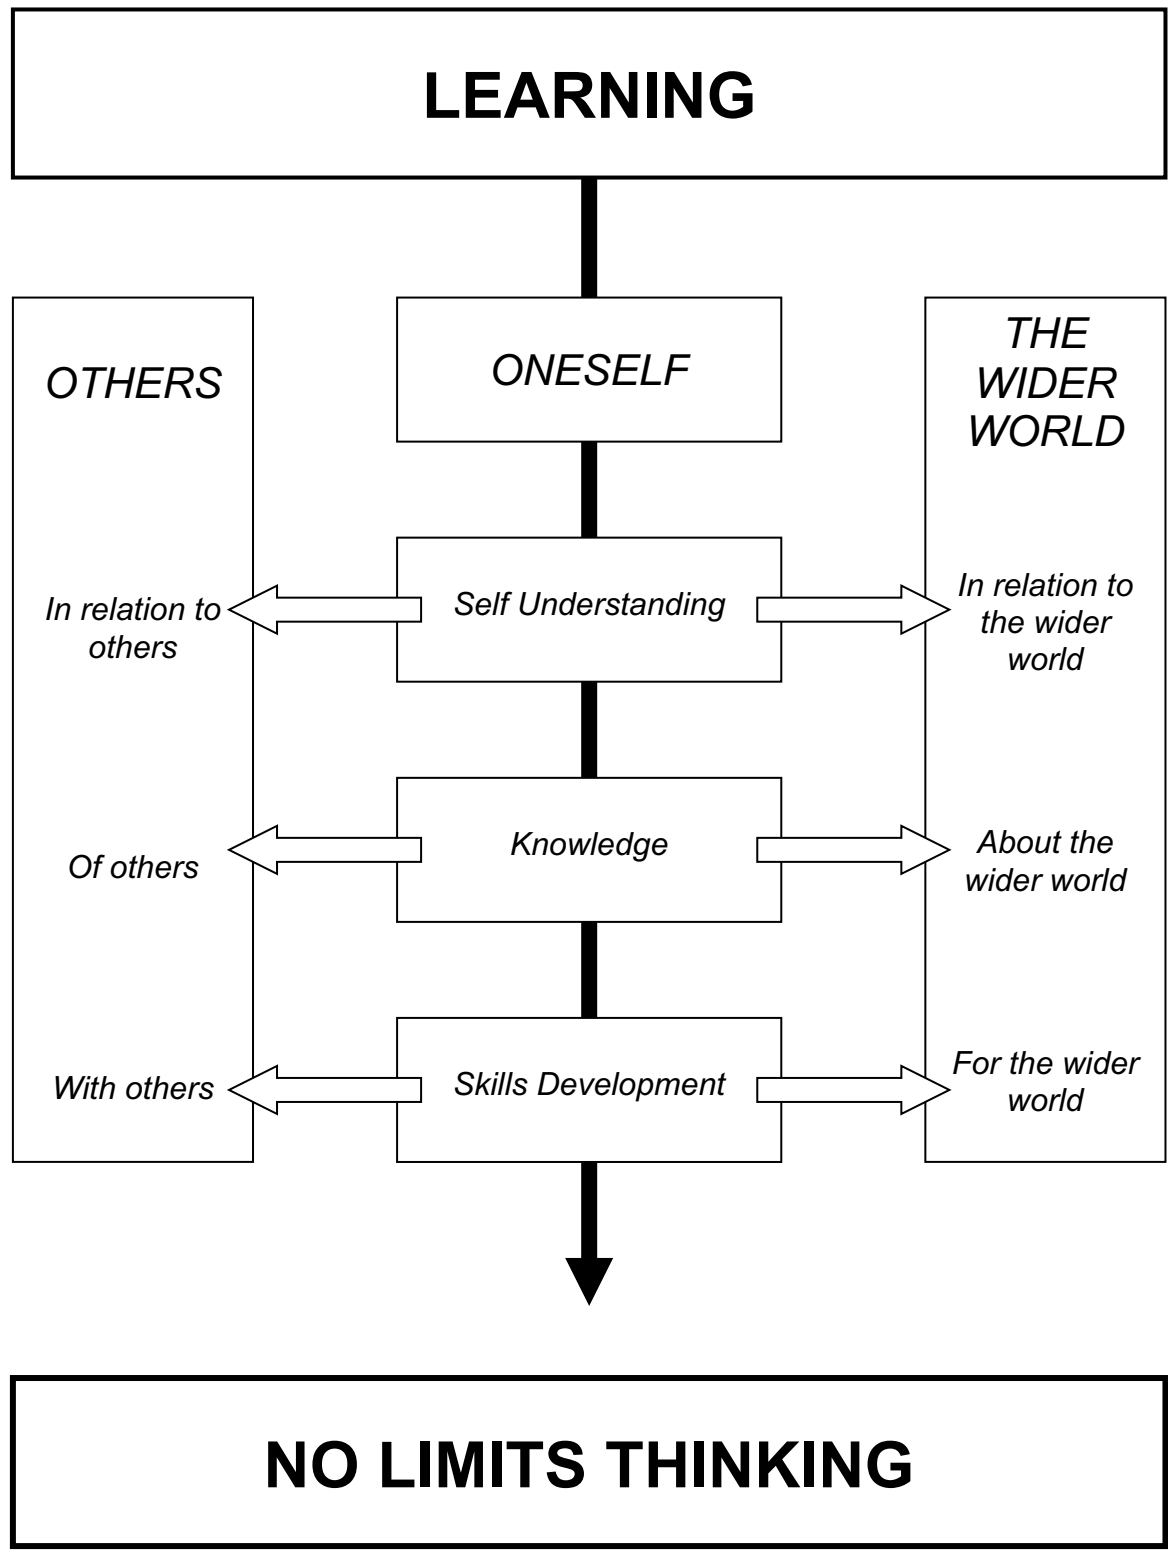 LEARNING
OTHERS
ONESELF
THE
WIDER
WORLD
In relation to
others
Self Understanding
In relation to
the wider
world
Of others
Knowledge
About the
wider world
With others
Skills Development
For the wider
world
NO LIMITS THINKING